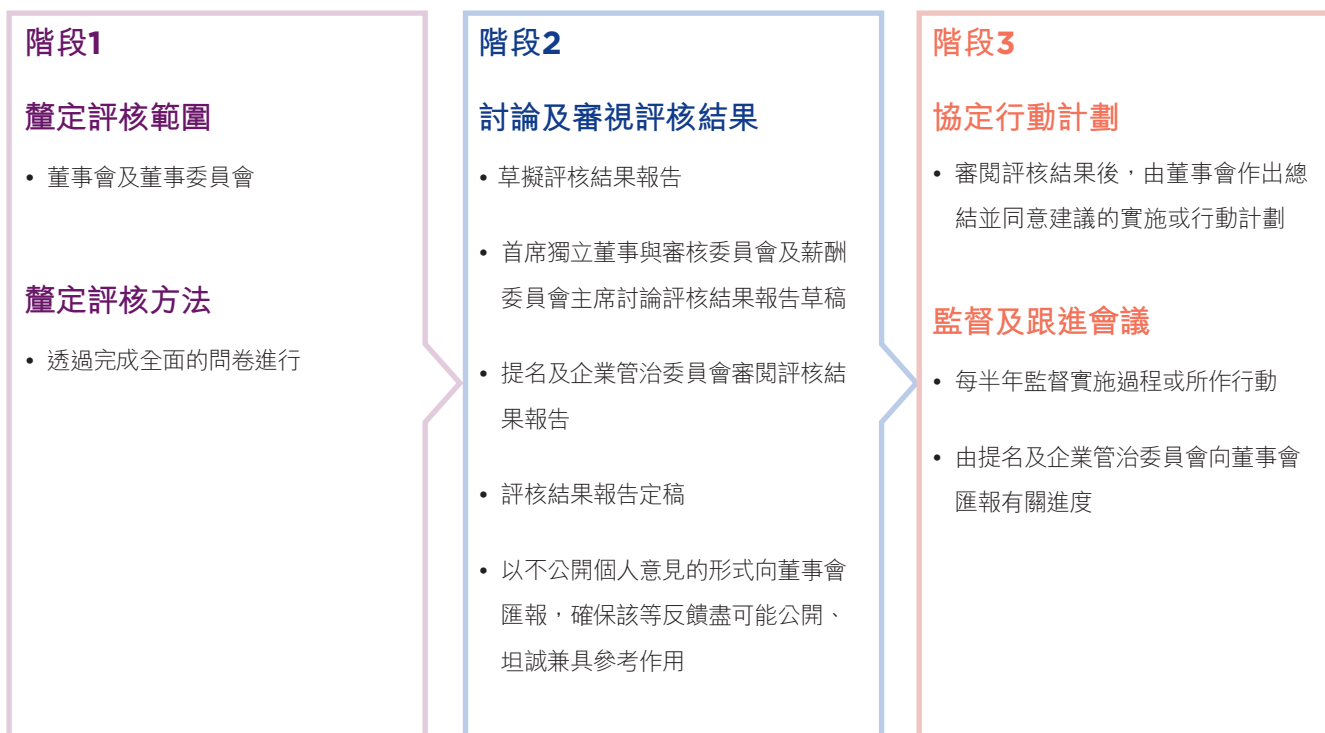 階段1
釐定評核範圍
• 董事會及董事委員會
釐定評核方法
• 透過完成全面的問卷進行
階段2
討論及審視評核結果
• 草擬評核結果報告
• 首席獨立董事與審核委員會及薪酬
委員會主席討論評核結果報告草稿
• 提名及企業管治委員會審閱評核結
果報告
• 評核結果報告定稿
• 以不公開個人意見的形式向董事會
匯報，確保該等反饋盡可能公開、
坦誠兼具參考作用
階段3
協定行動計劃
• 審閱評核結果後，由董事會作出總
結並同意建議的實施或行動計劃
監督及跟進會議
• 每半年監督實施過程或所作行動
• 由提名及企業管治委員會向董事會
匯報有關進度